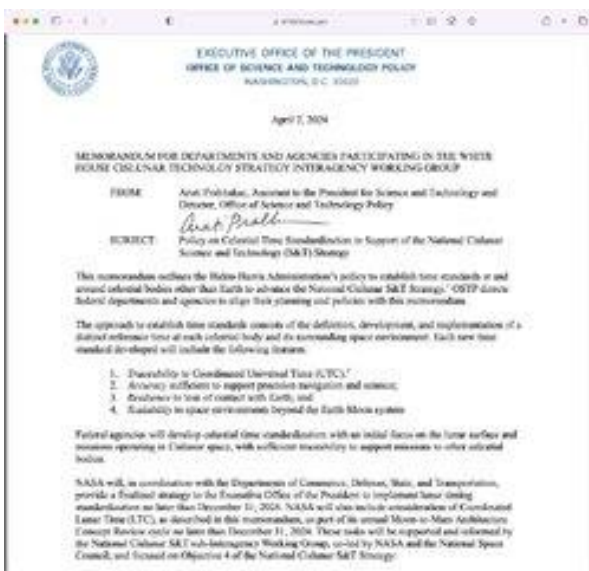 EXECUTIVE OFFICE OF THE PRESIDENT
OFFICE OF SCIENCE AND TECHNOLOGY POLICY
WASHINGTON, D.C. 20502
April 2, 2024
MEMORANDUM FOR DEPARTMENTS AND AGENCIES PARTICIPATING IN THE WHITE
HOUSE CISLUNAR TECHNOLOGY STRATEGY INTERAGENCY WORKING GROUP
FROM: Arati Prabhakar, Assistant to the President for Science and Technology and
Director, Office of Science and Technology Policy
SUBJECT: Policy on Celestial Time Standardization in Support of the National Cislunar
Science and Technology (S&T) Strategy
This memorandum outlines the Biden-Harris Administration's policy to establish time standards at and
around celestial bodies other than Earth to advance the National Cislunar S&T Strategy. OSTP directs
federal departments and agencies to align their planning and policies with this memorandum.
The approach to establish time standards consists of the definition, development, and implementation of a
distinct reference time at each celestial body and its surrounding space environment. Each new time
standard developed will include the following features:
1. Traceability to Coordinated Universal Time (UTC);
2. Accuracy sufficient to support precision navigation and science;
3. Resilience to loss of contact with Earth; and
4. Scalability to space environments beyond the Earth-Moon system
Federal agencies will develop celestial time standardization with an initial focus on the lunar surface and
missions operating in Cislunar space, with sufficient traceability to support missions to other celestial
bodies.
NASA will, in coordination with the Departments of Commerce, Defense, State, and Transportation,
provide a finalized strategy to the Executive Office of the President to implement lunar timing
standardization no later than December 31, 2026. NASA will also include consideration of Coordinated
Lunar Time (LTC), as described in this memorandum, as part of its annual Moon-to-Mars Architecture
Concept Review cycle no later than December 31, 2024. These tasks will be supported and informed by
the National Cislunar S&T sub-Interagency Working Group, co-led by NASA and the National Space
Council, and focused on Objective 4 of the National Cislunar S&T Strategy.